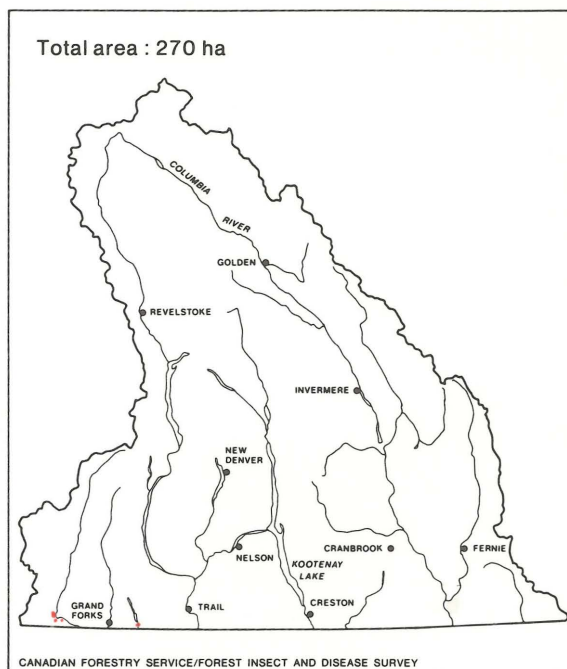 Total area : 270 ha
COLUMBIA
RIVER
GOLDEN
REVELSTOKE
INVERMERE
NEW
DENVER
NELSON
KOOTENAY
LAKE
CRANBROOK
FERNIE
GRAND
FORKS
TRAIL
CRESTON
CANADIAN FORESTRY SERVICE/FOREST INSECT AND DISEASE SURVEY